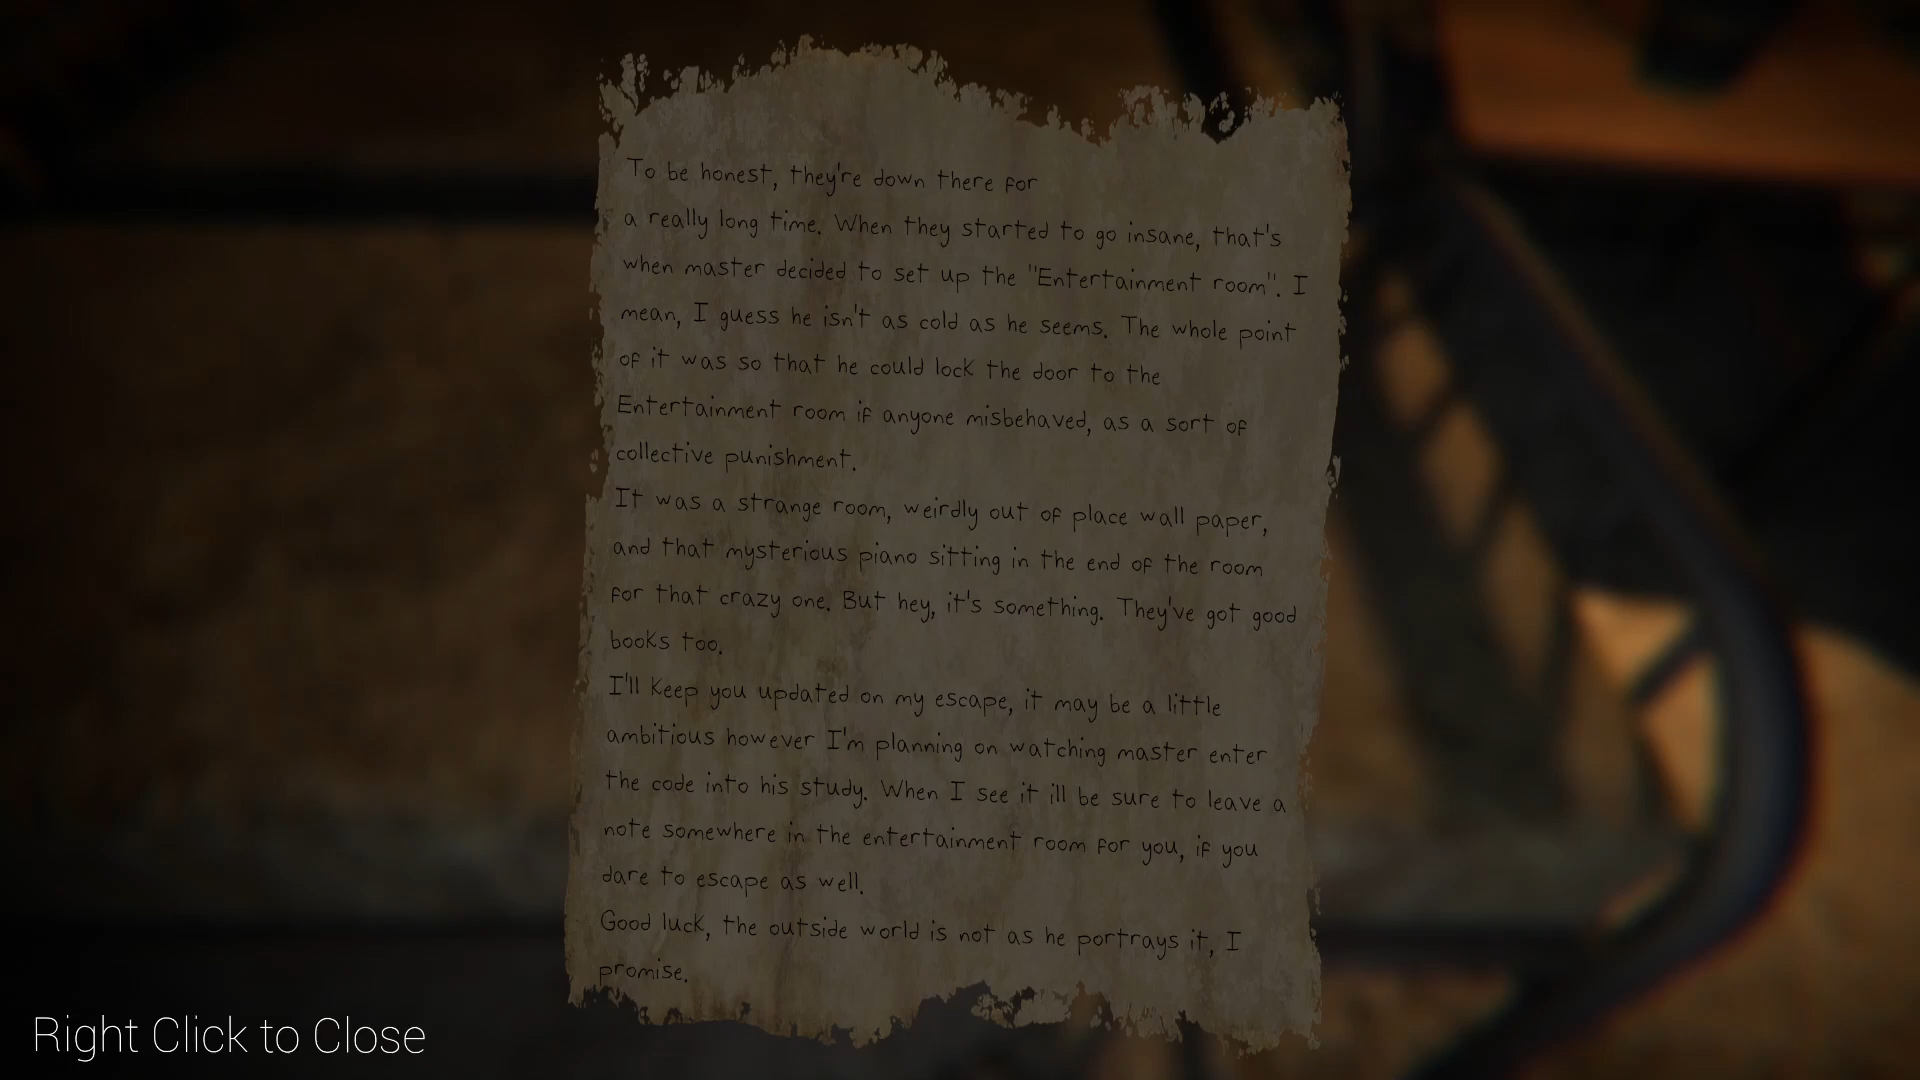 To be honest, they're down there for
a really long time. When they started to go insane, that's
when master decided to set up the "Entertainment room". I
mean, I guess he isn't as cold as he seems. The whole point
of it was so that he could lock the door to the
Entertainment room if anyone misbehaved, as a sort of
collective punishment.
It was a strange room, weirdly out of place wall paper,
and that mysterious piano sitting in the end of the room
for that crazy one. But hey, it's something. They've got good
books too.
I'll keep you updated on my escape, it may be a little
ambitious however I'm planning on watching master enter
the code into his study. When I see it ill be sure to leave a
note somewhere in the entertainment room for you, if you
dare to escape as well.
Good luck, the outside world is not as he portrays it, I
promise.
Right Click to Close